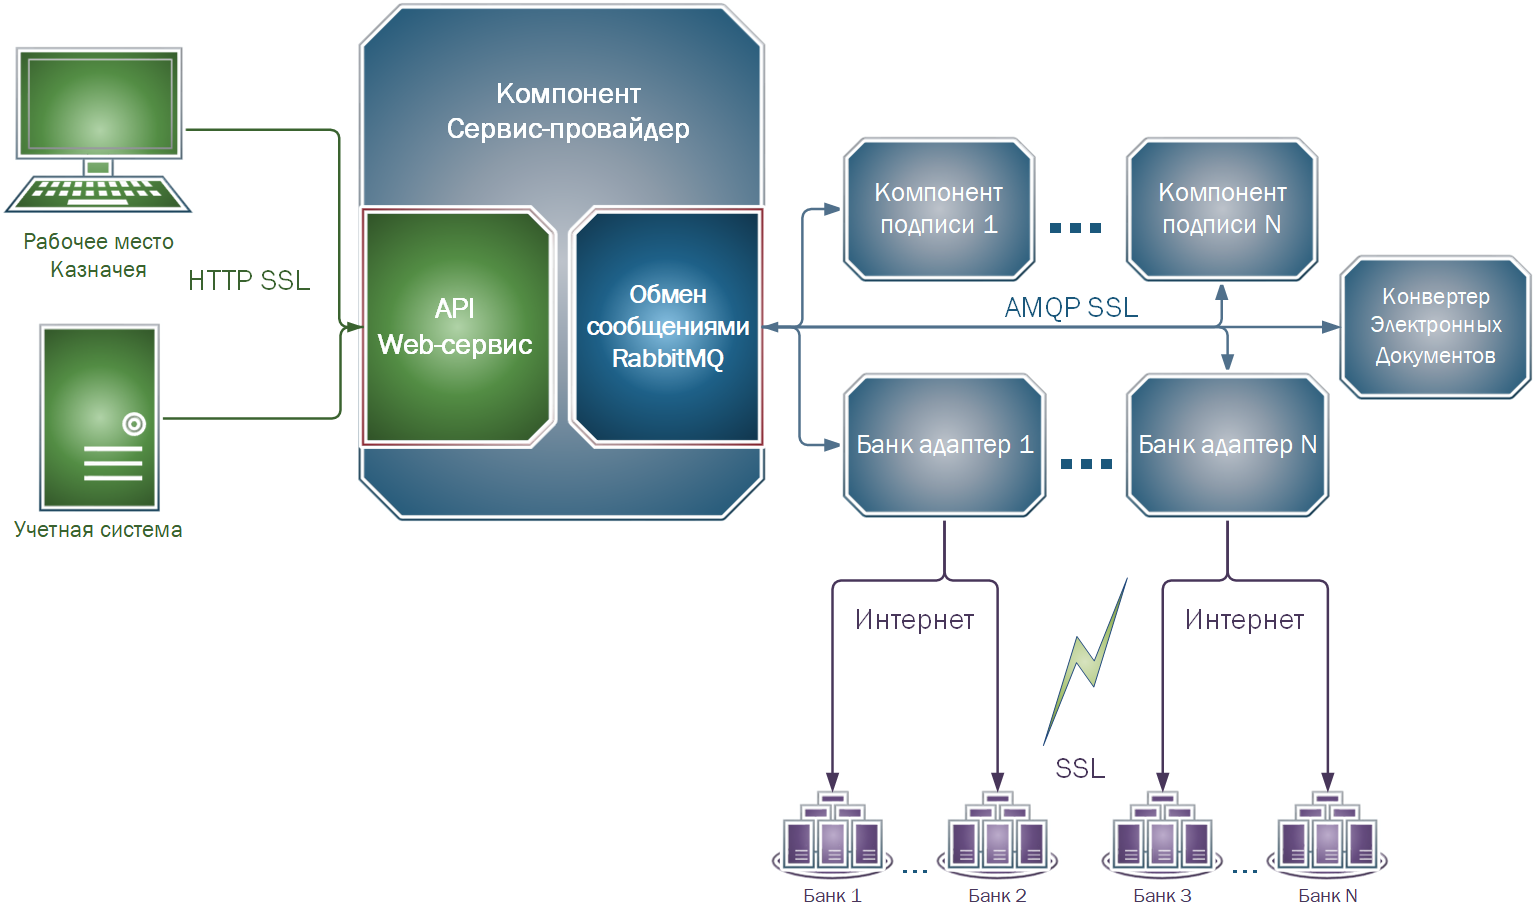 Компонент
Сервис-провайдер
Рабочее место
Казначея
HTTP SSL
Учетная система
API
Web-сервис
Обмен
сообщениями
RabbitMQ
Компонент
подписи 1
Компонент
подписи N
AMQP SSL
Конвертер
Электронных
Документов
Банк адаптер 1
Банк адаптер N
Интернет
Интернет
SSL
Банк 1
Банк 2
Банк 3
Банк N